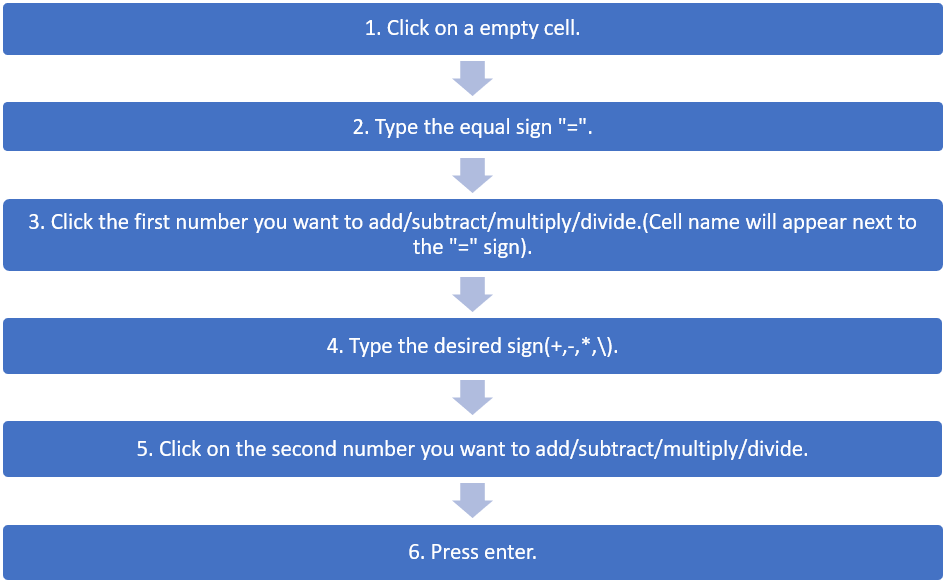 1. Click on a empty cell.
2. Type the equal sign "=".
3. Click the first number you want to add/subtract/multiply/divide.(Cell name will appear next to
the "=" sign).
4. Type the desired sign(+,-,*,\).
5. Click on the second number you want to add/subtract/multiply/divide.
6. Press enter.